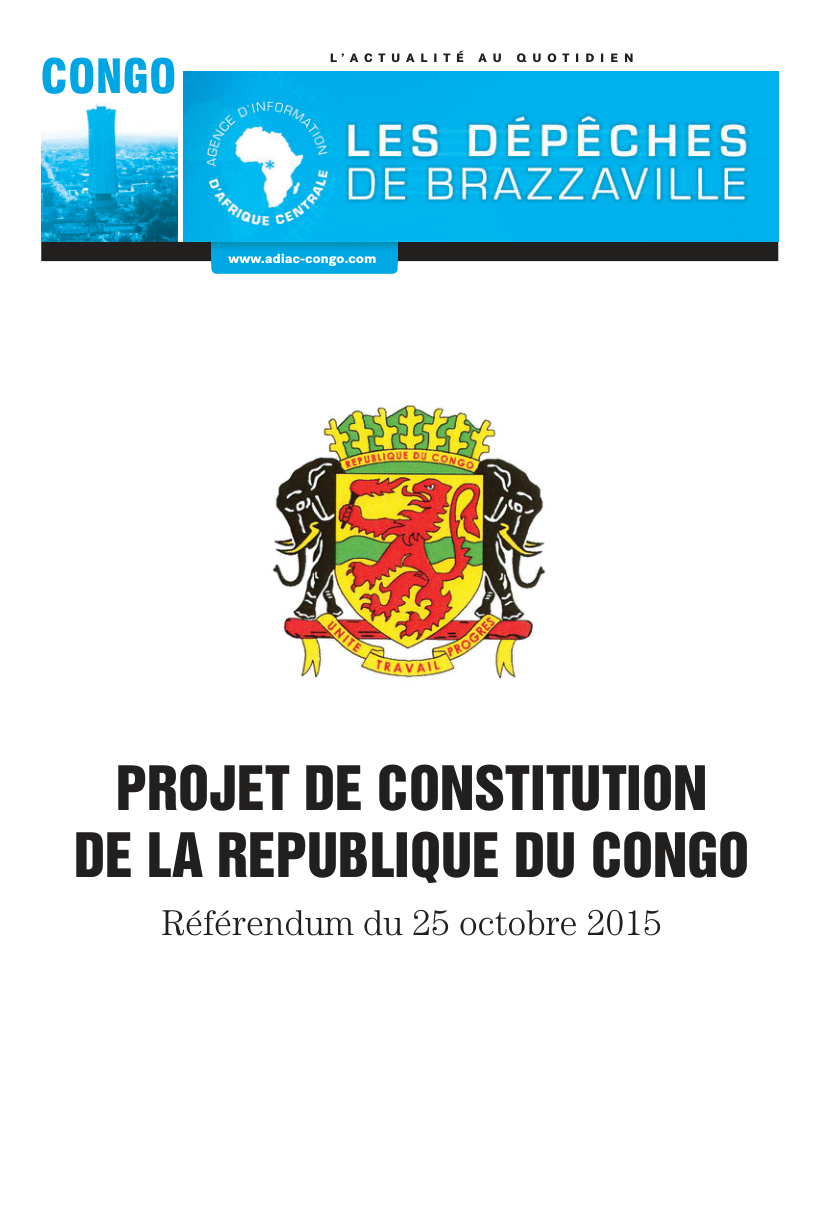 L'ACTUALITÉ AU QUOTIDIEN
CONGO
AGENCE D'INFORMATION
D'AFRIQUE CENTRALE
LES DÉPÊCHES
DE BRAZZAVILLE
www.adiac-congo.com
REPUBLIQUE DU CONGO
UNITE TRAVAIL PROGRES
PROJET DE CONSTITUTION
DE LA REPUBLIQUE DU CONGO
Référendum du 25 octobre 2015